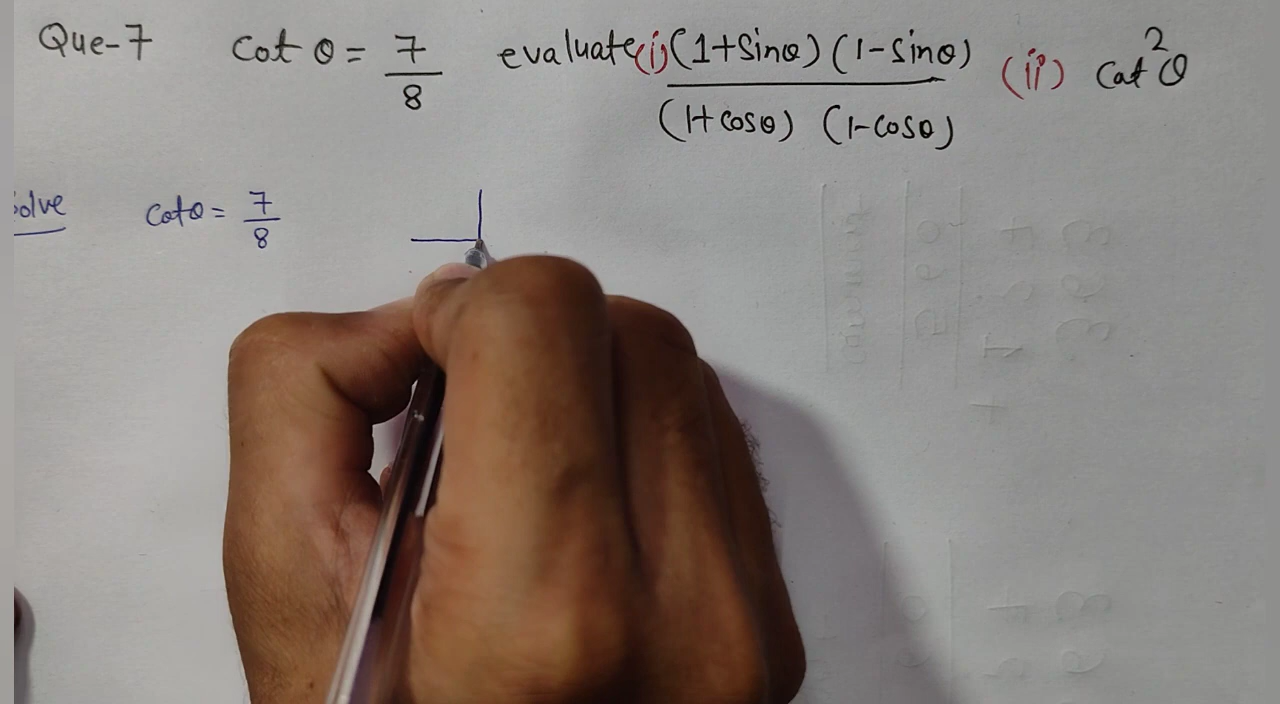 Que-7 Cot θ = 7/8 evaluate (i) (1+Sinθ) (1-Sinθ) / (1+cosθ) (1-cosθ) (ii) Cat²θ
olve Cotθ = 7/8